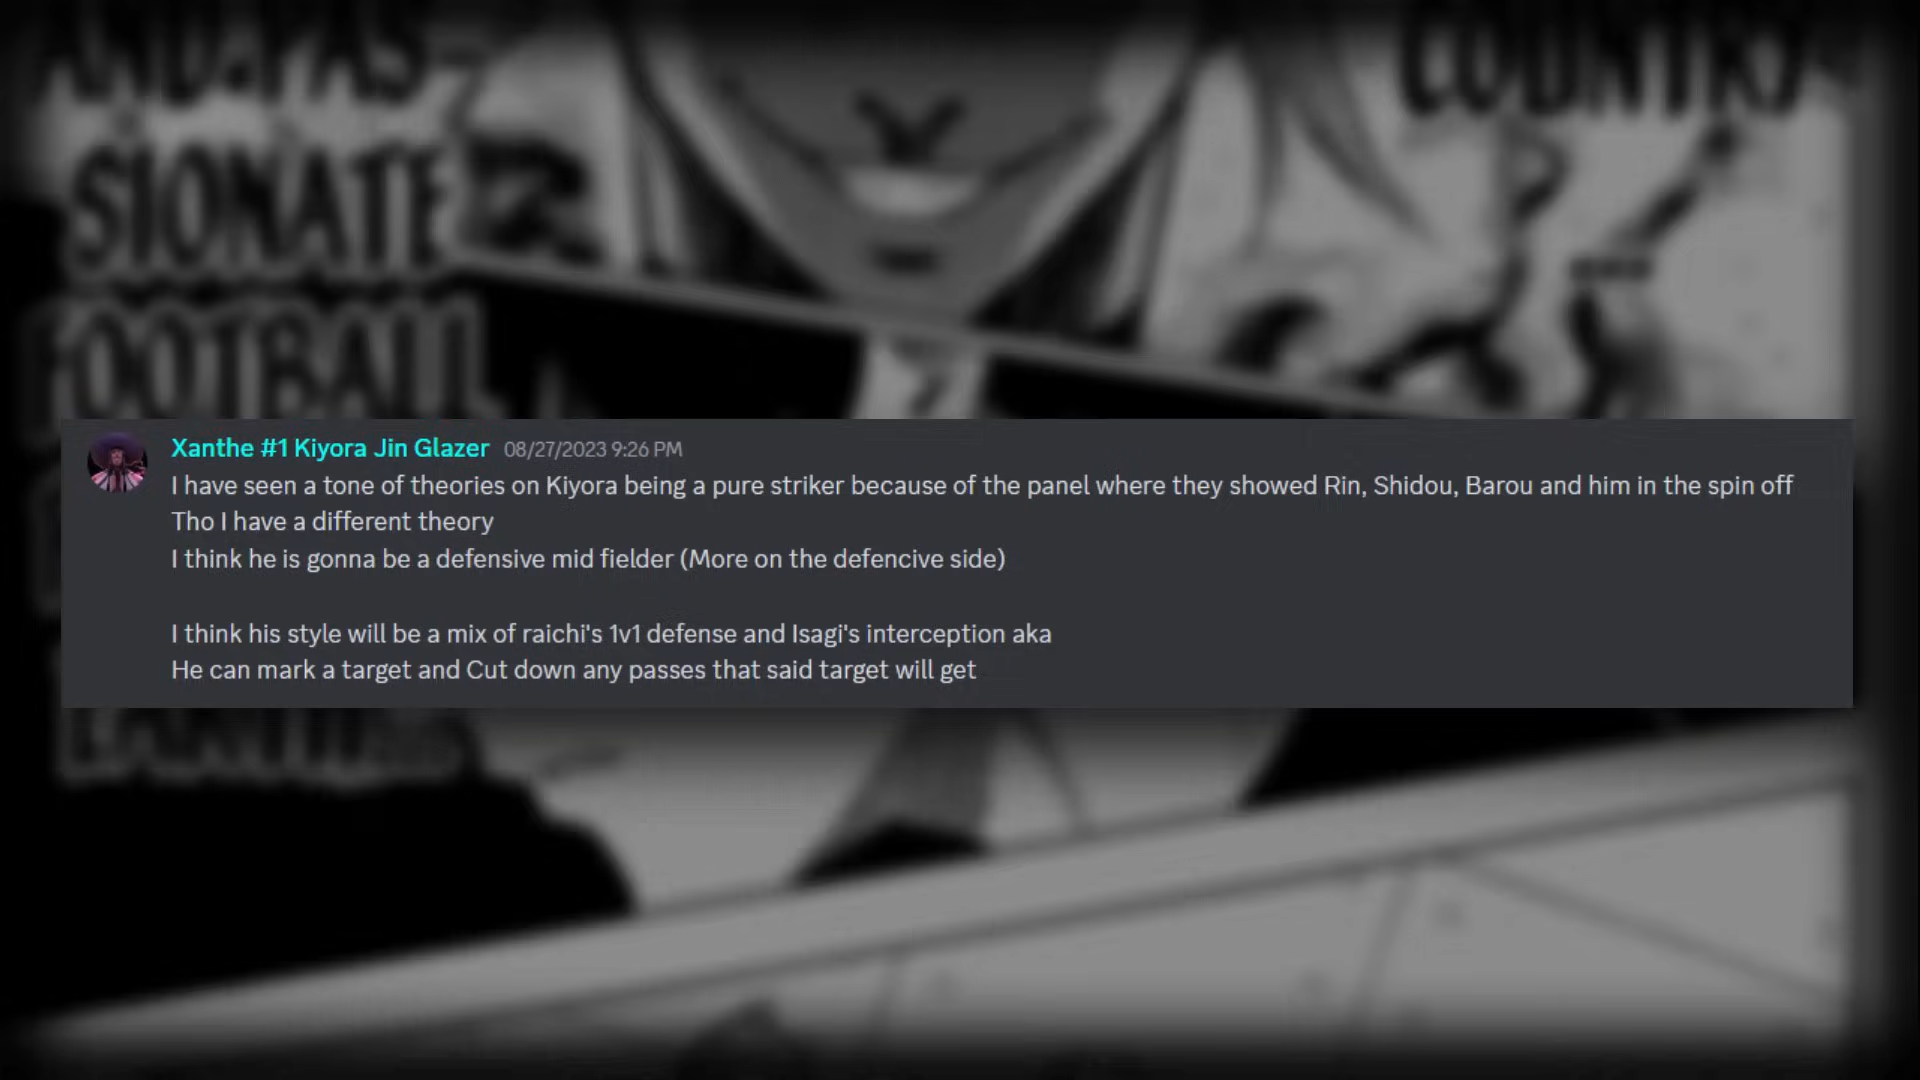 AND PAS-
SIONATE
FOOTBALL
COUNTRY
Xanthe #1 Kiyora Jin Glazer 08/27/2023 9:26 PM
I have seen a tone of theories on Kiyora being a pure striker because of the panel where they showed Rin, Shidou, Barou and him in the spin off
Tho I have a different theory
I think he is gonna be a defensive mid fielder (More on the defencive side)
I think his style will be a mix of raichi's 1v1 defense and Isagi's interception aka
He can mark a target and Cut down any passes that said target will get